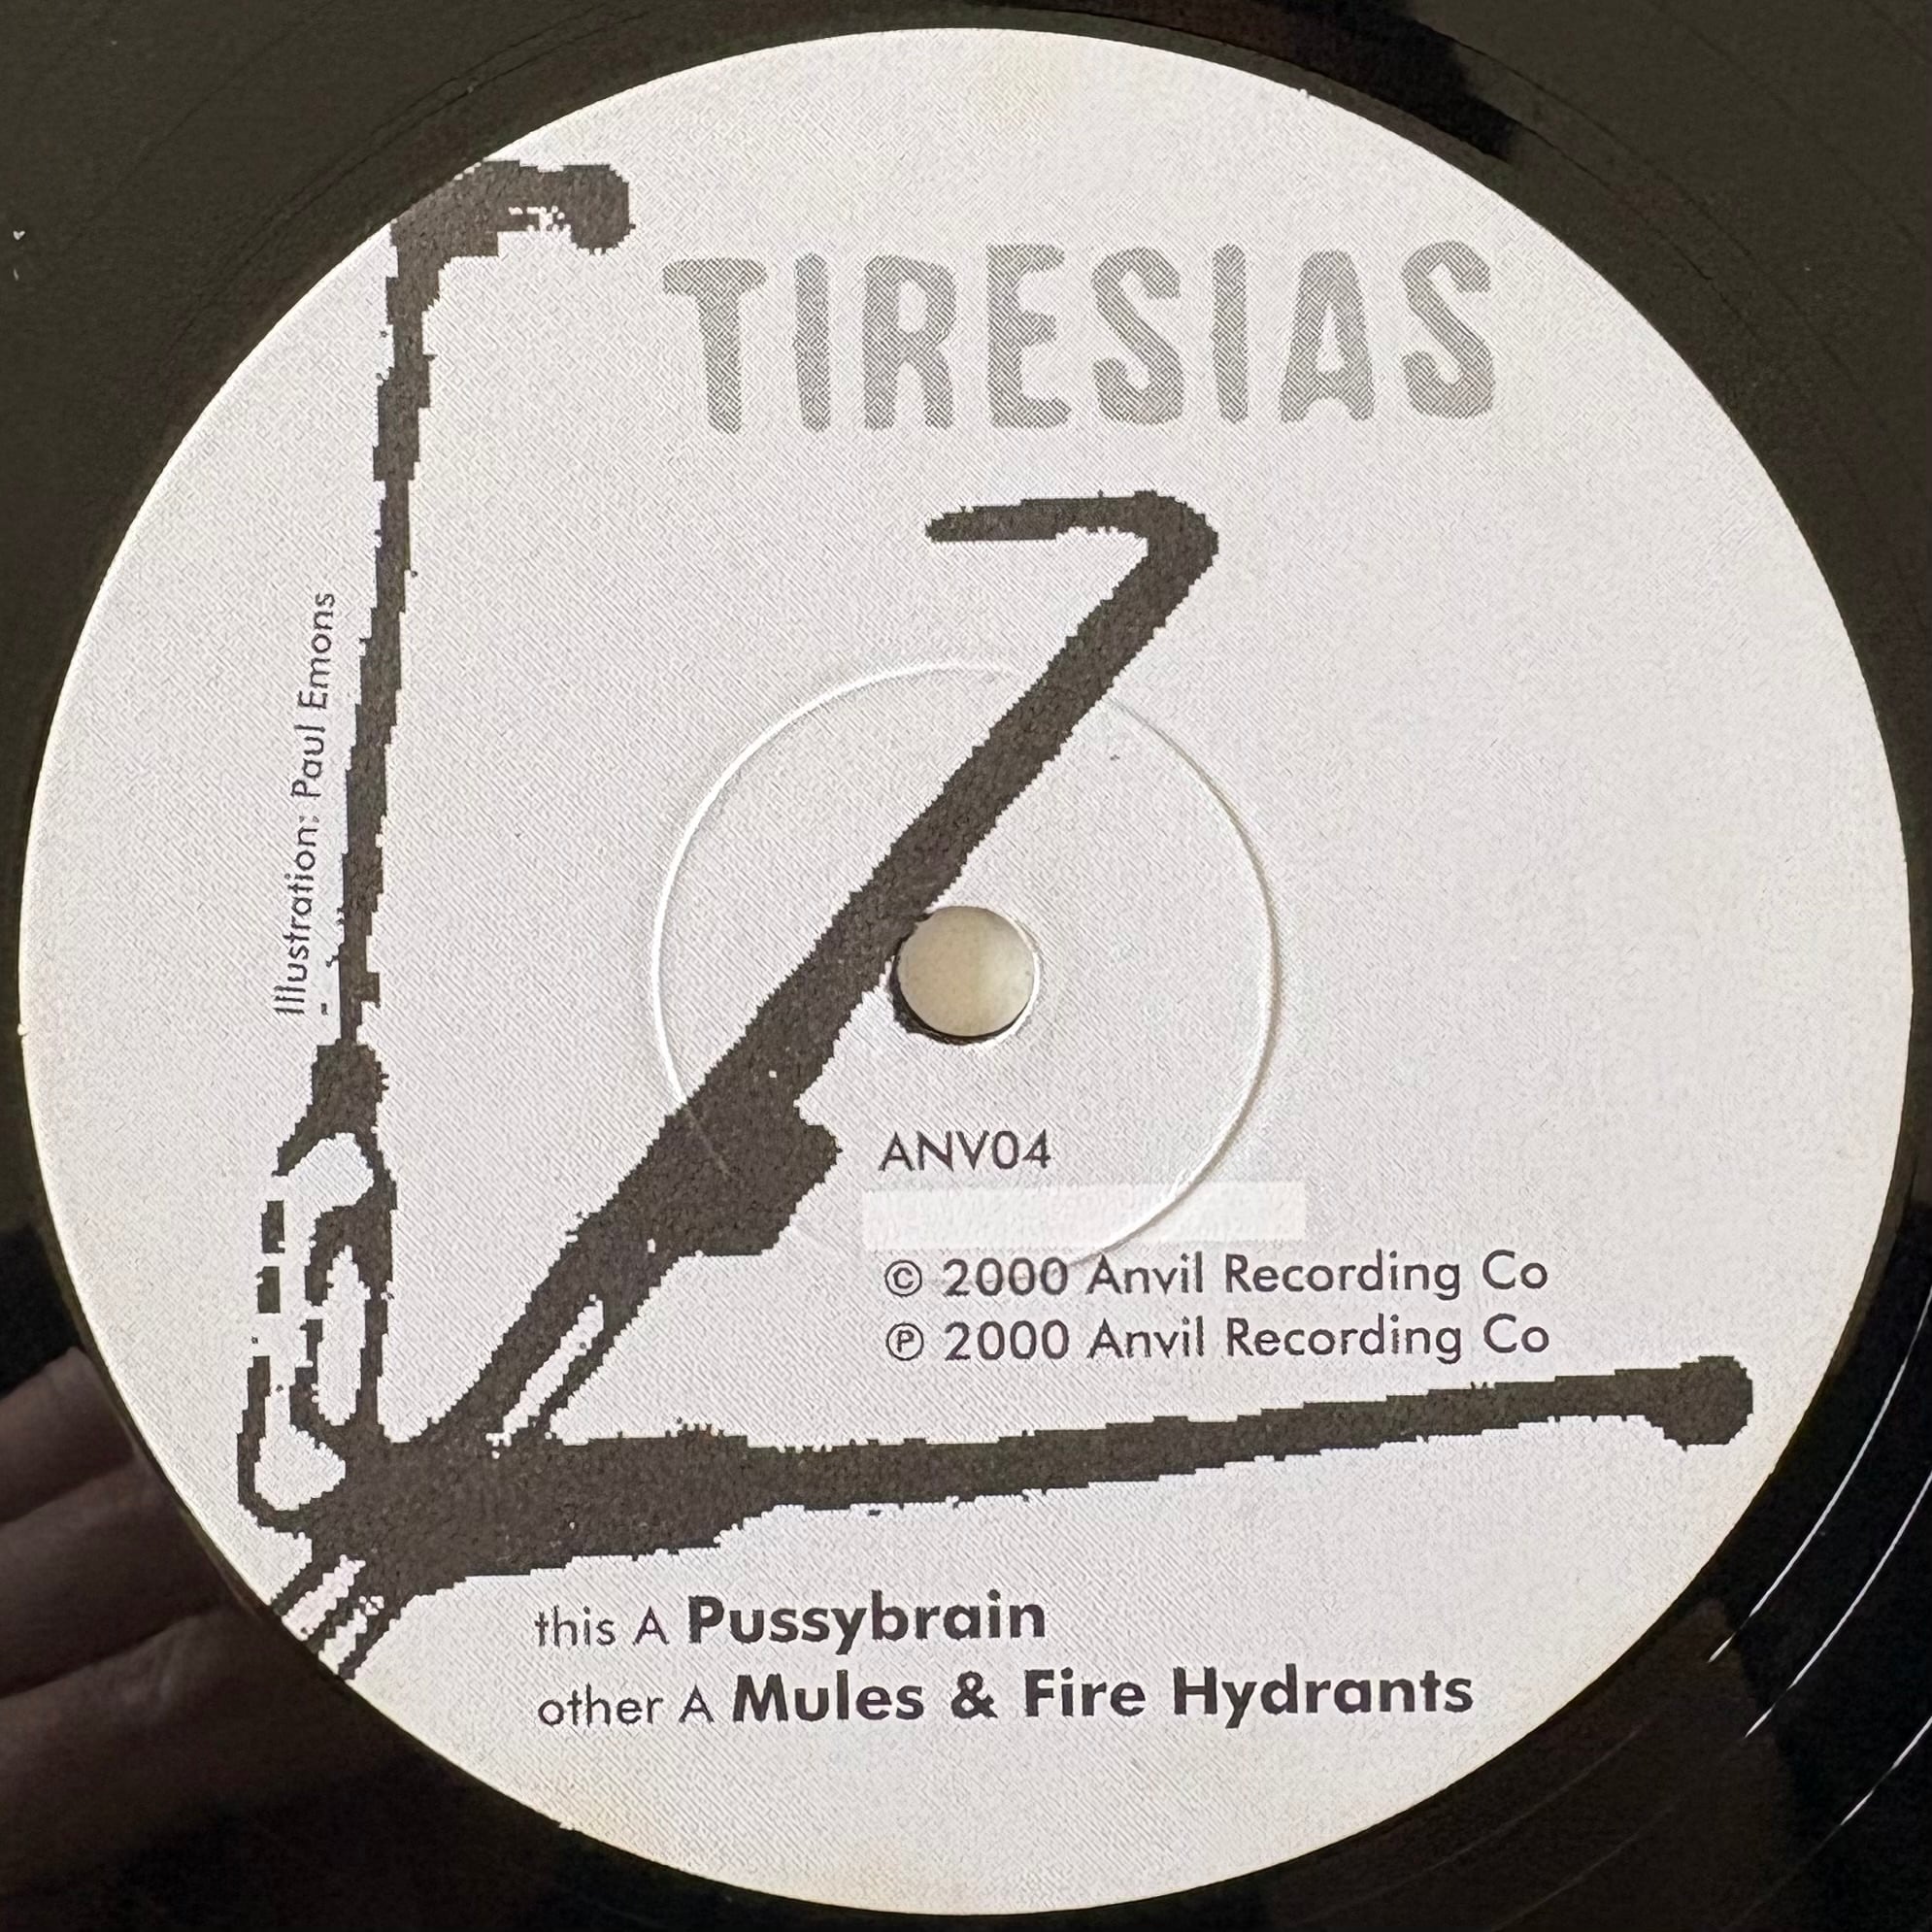 TIRESIAS
Illustration: Paul Emons
ANV04
© 2000 Anvil Recording Co
℗ 2000 Anvil Recording Co
this A Pussybrain
other A Mules & Fire Hydrants